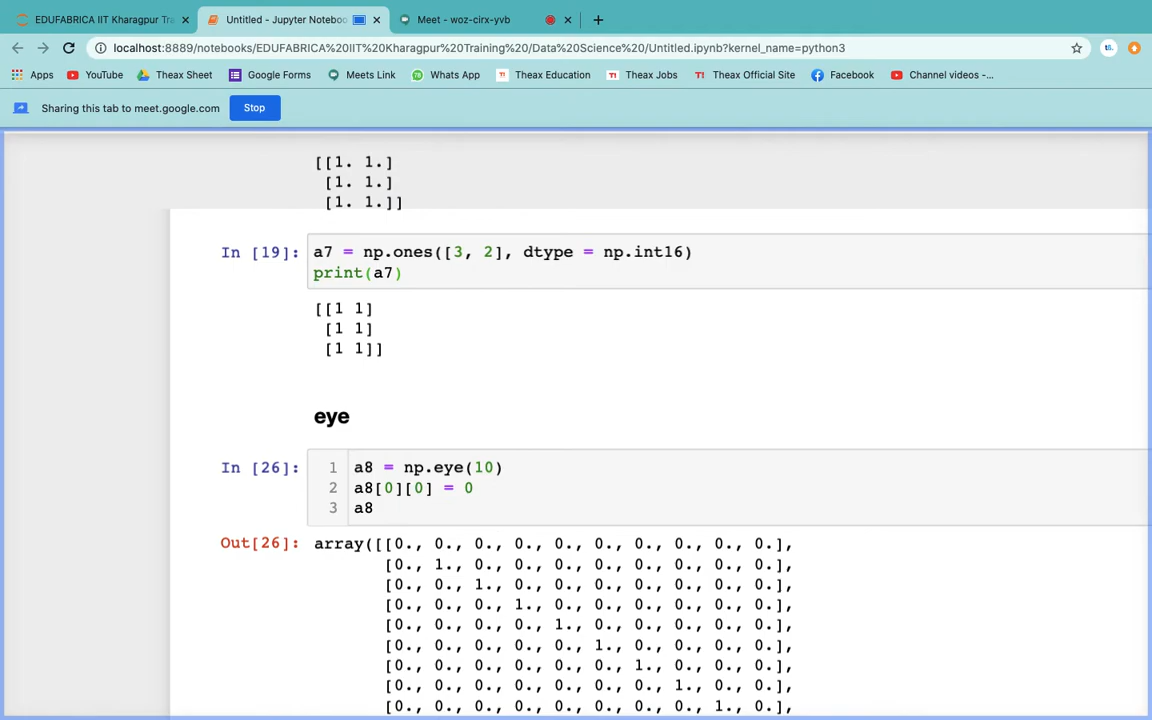 EDUFABRICA IIT Kharagpur Tra
Untitled - Jupyter Noteboo
Meet - woz-cirx-yvb
localhost:8889/notebooks/EDUFABRICA%20IIT%20Kharagpur%20Training%20/Data%20Science%20/Untitled.ipynb?kernel_name=python3
Apps
YouTube
Theax Sheet
Google Forms
Meets Link
Whats App
Theax Education
Theax Jobs
Theax Official Site
Facebook
Channel videos -...
Sharing this tab to meet.google.com
Stop
[[1. 1.]
[1. 1.]
[1. 1.]]
In [19]: a7 = np.ones([3, 2], dtype = np.int16)
print(a7)
[[1 1]
[1 1]
[1 1]]
eye
In [26]: 1 a8 = np.eye(10)
2 a8[0][0] = 0
3 a8
Out[26]: array([[0., 0., 0., 0., 0., 0., 0., 0., 0., 0.],
[0., 1., 0., 0., 0., 0., 0., 0., 0., 0.],
[0., 0., 1., 0., 0., 0., 0., 0., 0., 0.],
[0., 0., 0., 1., 0., 0., 0., 0., 0., 0.],
[0., 0., 0., 0., 1., 0., 0., 0., 0., 0.],
[0., 0., 0., 0., 0., 1., 0., 0., 0., 0.],
[0., 0., 0., 0., 0., 0., 1., 0., 0., 0.],
[0., 0., 0., 0., 0., 0., 0., 1., 0., 0.],
[0., 0., 0., 0., 0., 0., 0., 0., 1., 0.],